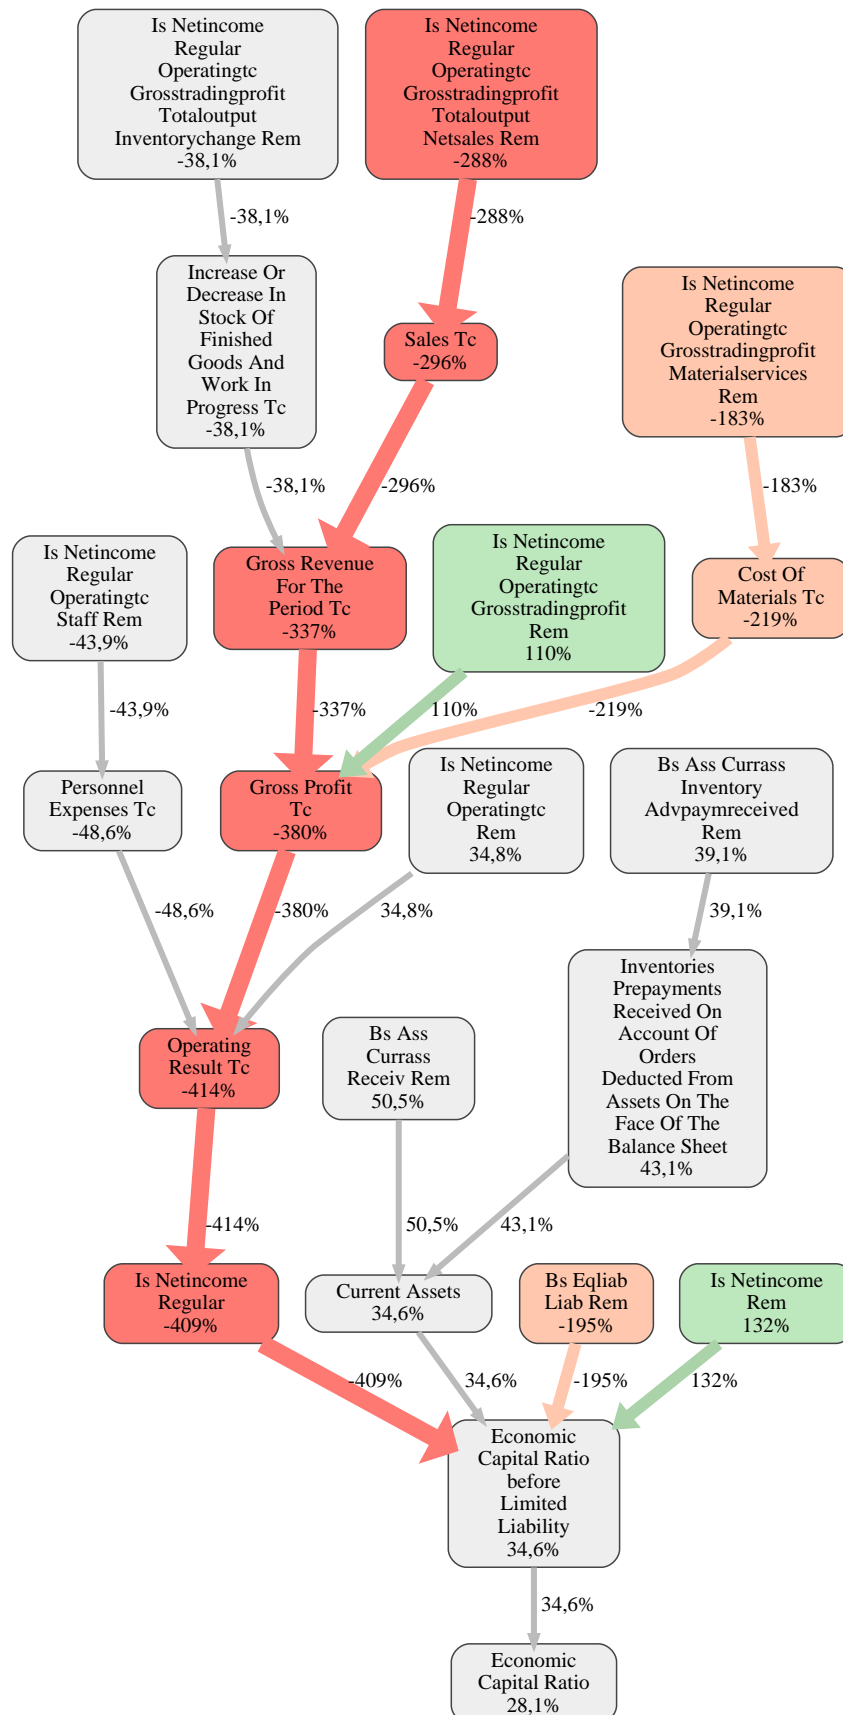 Is Netincome
Regular
Operatingtc
Grosstradingprofit
Totaloutput
Inventorychange Rem
-38,1%
Is Netincome
Regular
Operatingtc
Grosstradingprofit
Totaloutput
Netsales Rem
-288%
-38,1%
-288%
Increase Or
Decrease In
Stock Of
Finished
Goods And
Work In
Progress Tc
-38,1%
Sales Tc
-296%
Is Netincome
Regular
Operatingtc
Grosstradingprofit
Materialservices
Rem
-183%
-38,1%
-296%
-183%
Is Netincome
Regular
Operatingtc
Staff Rem
-43,9%
Gross Revenue
For The
Period Tc
-337%
Is Netincome
Regular
Operatingtc
Grosstradingprofit
Rem
110%
Cost Of
Materials Tc
-219%
-43,9%
-337%
110%
-219%
Personnel
Expenses Tc
-48,6%
Gross Profit
Tc
-380%
Is Netincome
Regular
Operatingtc
Rem
34,8%
Bs Ass Currass
Inventory
Advpaymreceived
Rem
39,1%
-48,6%
-380%
34,8%
39,1%
Operating
Result Tc
-414%
Bs Ass
Currass
Receiv Rem
50,5%
Inventories
Prepayments
Received On
Account Of
Orders
Deducted From
Assets On The
Face Of The
Balance Sheet
43,1%
-414%
50,5%
43,1%
Is Netincome
Regular
-409%
Current Assets
34,6%
Bs Eqliab
Liab Rem
-195%
Is Netincome
Rem
132%
-409%
34,6%
-195%
132%
Economic
Capital Ratio
before
Limited
Liability
34,6%
34,6%
Economic
Capital Ratio
28,1%